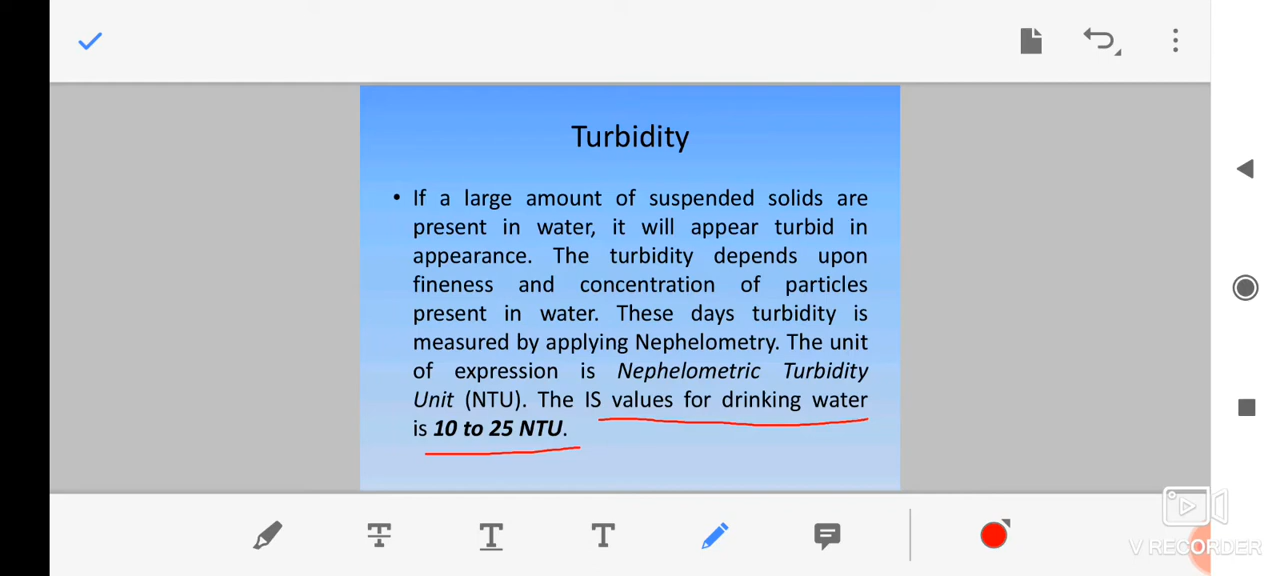 Turbidity
• If a large amount of suspended solids are
present in water, it will appear turbid in
appearance. The turbidity depends upon
fineness and concentration of particles
present in water. These days turbidity is
measured by applying Nephelometry. The unit
of expression is Nephelometric Turbidity
Unit (NTU). The IS values for drinking water
is 10 to 25 NTU.
T T T
V RECORDER